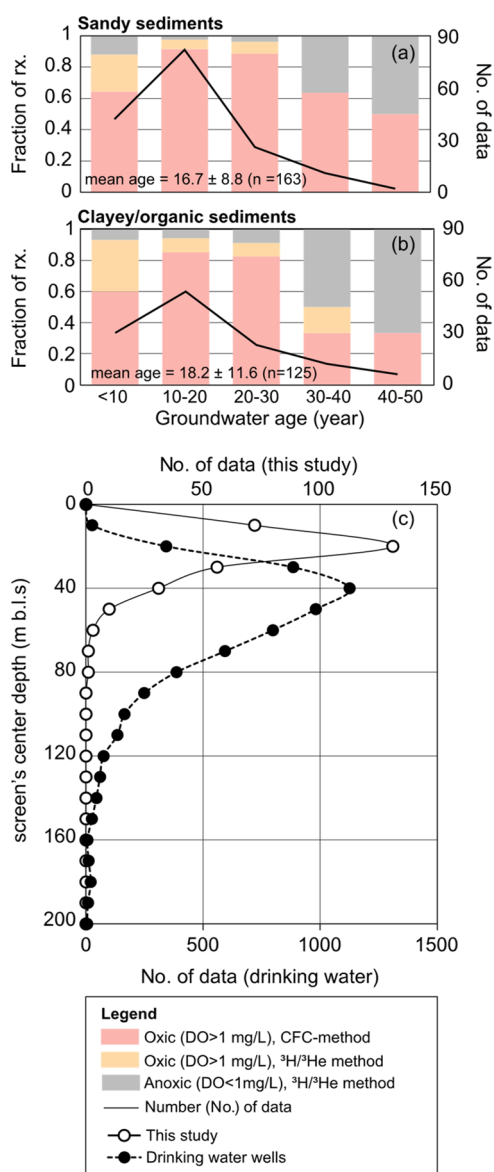 Sandy sediments
1
0.8
0.6
0.4
0.2
0
Fraction of rx.
(a)
90
60
30
0
No. of data
mean age = 16.7 ± 8.8 (n =163)
Clayey/organic sediments
1
0.8
0.6
0.4
0.2
0
Fraction of rx.
(b)
90
60
30
0
No. of data
mean age = 18.2 ± 11.6 (n=125)
<10 10-20 20-30 30-40 40-50
Groundwater age (year)
No. of data (this study)
0 50 100 150
(c)
0
40
80
120
160
200
screen's center depth (m b.l.s)
0 500 1000 1500
No. of data (drinking water)
Legend
Oxic (DO>1 mg/L), CFC-method
Oxic (DO>1 mg/L), ³H/³He method
Anoxic (DO<1mg/L), ³H/³He method
Number (No.) of data
This study
Drinking water wells